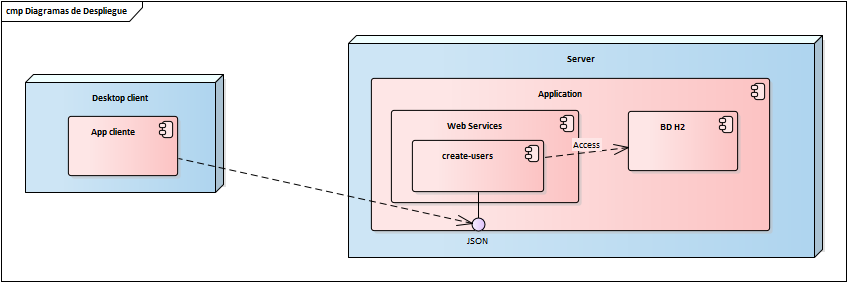 cmp Diagramas de Despliegue
Server
Desktop client
Application
App cliente
Web Services
BD H2
create-users
Access
JSON